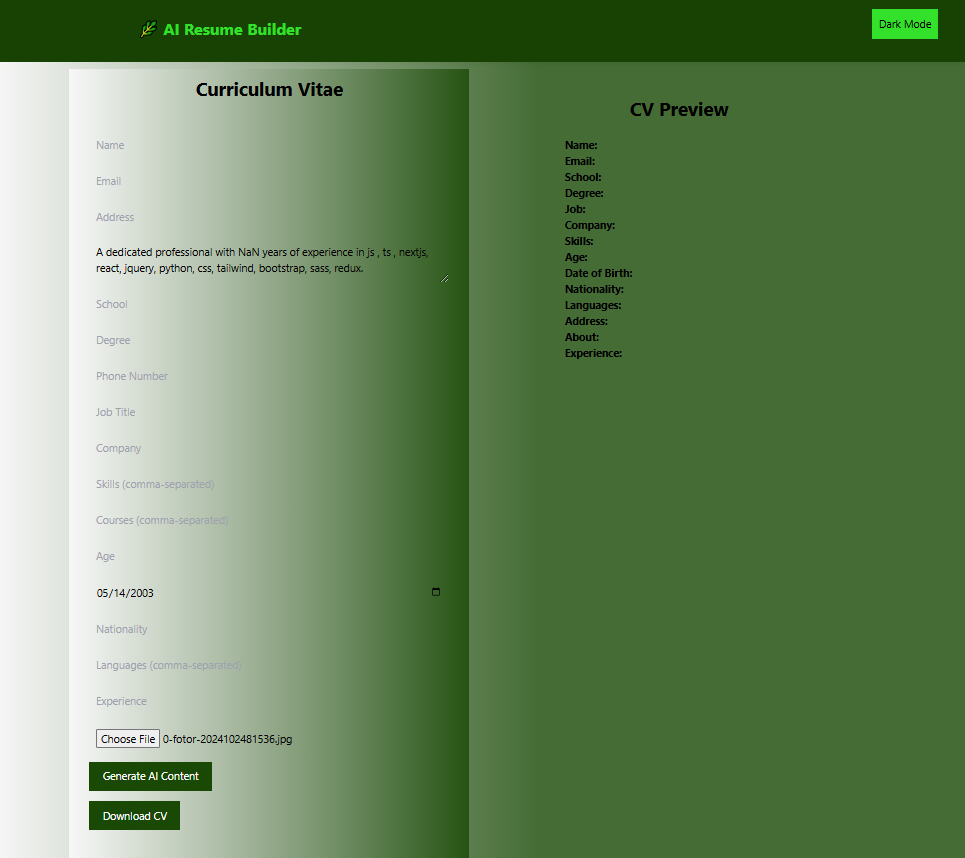 AI Resume Builder
Dark Mode
Curriculum Vitae
Name
Email
Address
A dedicated professional with NaN years of experience in js , ts , nextjs,
react, jquery, python, css, tailwind, bootstrap, sass, redux.
School
Degree
Phone Number
Job Title
Company
Skills (comma-separated)
Courses (comma-separated)
Age
05/14/2003
Nationality
Languages (comma-separated)
Experience
Choose File 0-fotor-2024102481536.jpg
Generate AI Content
Download CV
CV Preview
Name:
Email:
School:
Degree:
Job:
Company:
Skills:
Age:
Date of Birth:
Nationality:
Languages:
Address:
About:
Experience: